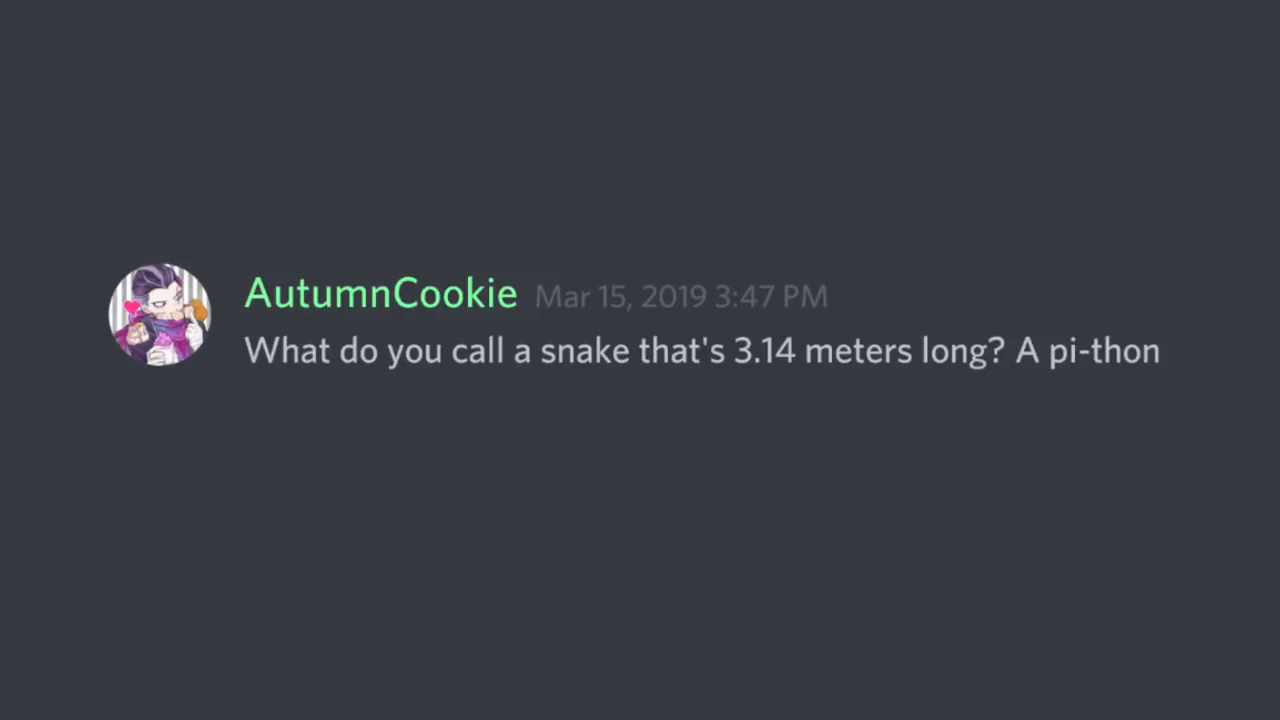 AutumnCookie Mar 15, 2019 3:47 PM
What do you call a snake that's 3.14 meters long? A pi-thon